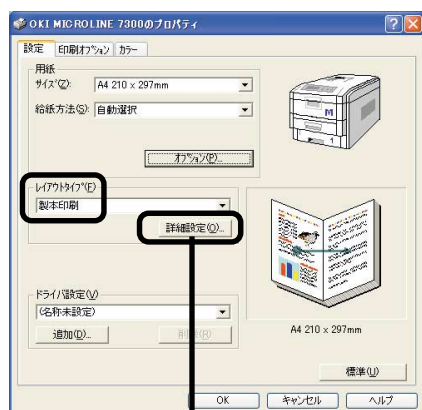 OKI MICROLINE 7300のプロパティ
設定 印刷オプション カラー
用紙
サイズ(Z): A4 210 x 297mm
給紙方法(S): 自動選択
オプション(P)...
レイアウトタイプ(F)
製本印刷
詳細設定(O)...
ドライバ設定(V)
(名称未設定)
追加(D)... 削除(R)
A4 210 x 297mm
標準(U)
OK キャンセル ヘルプ